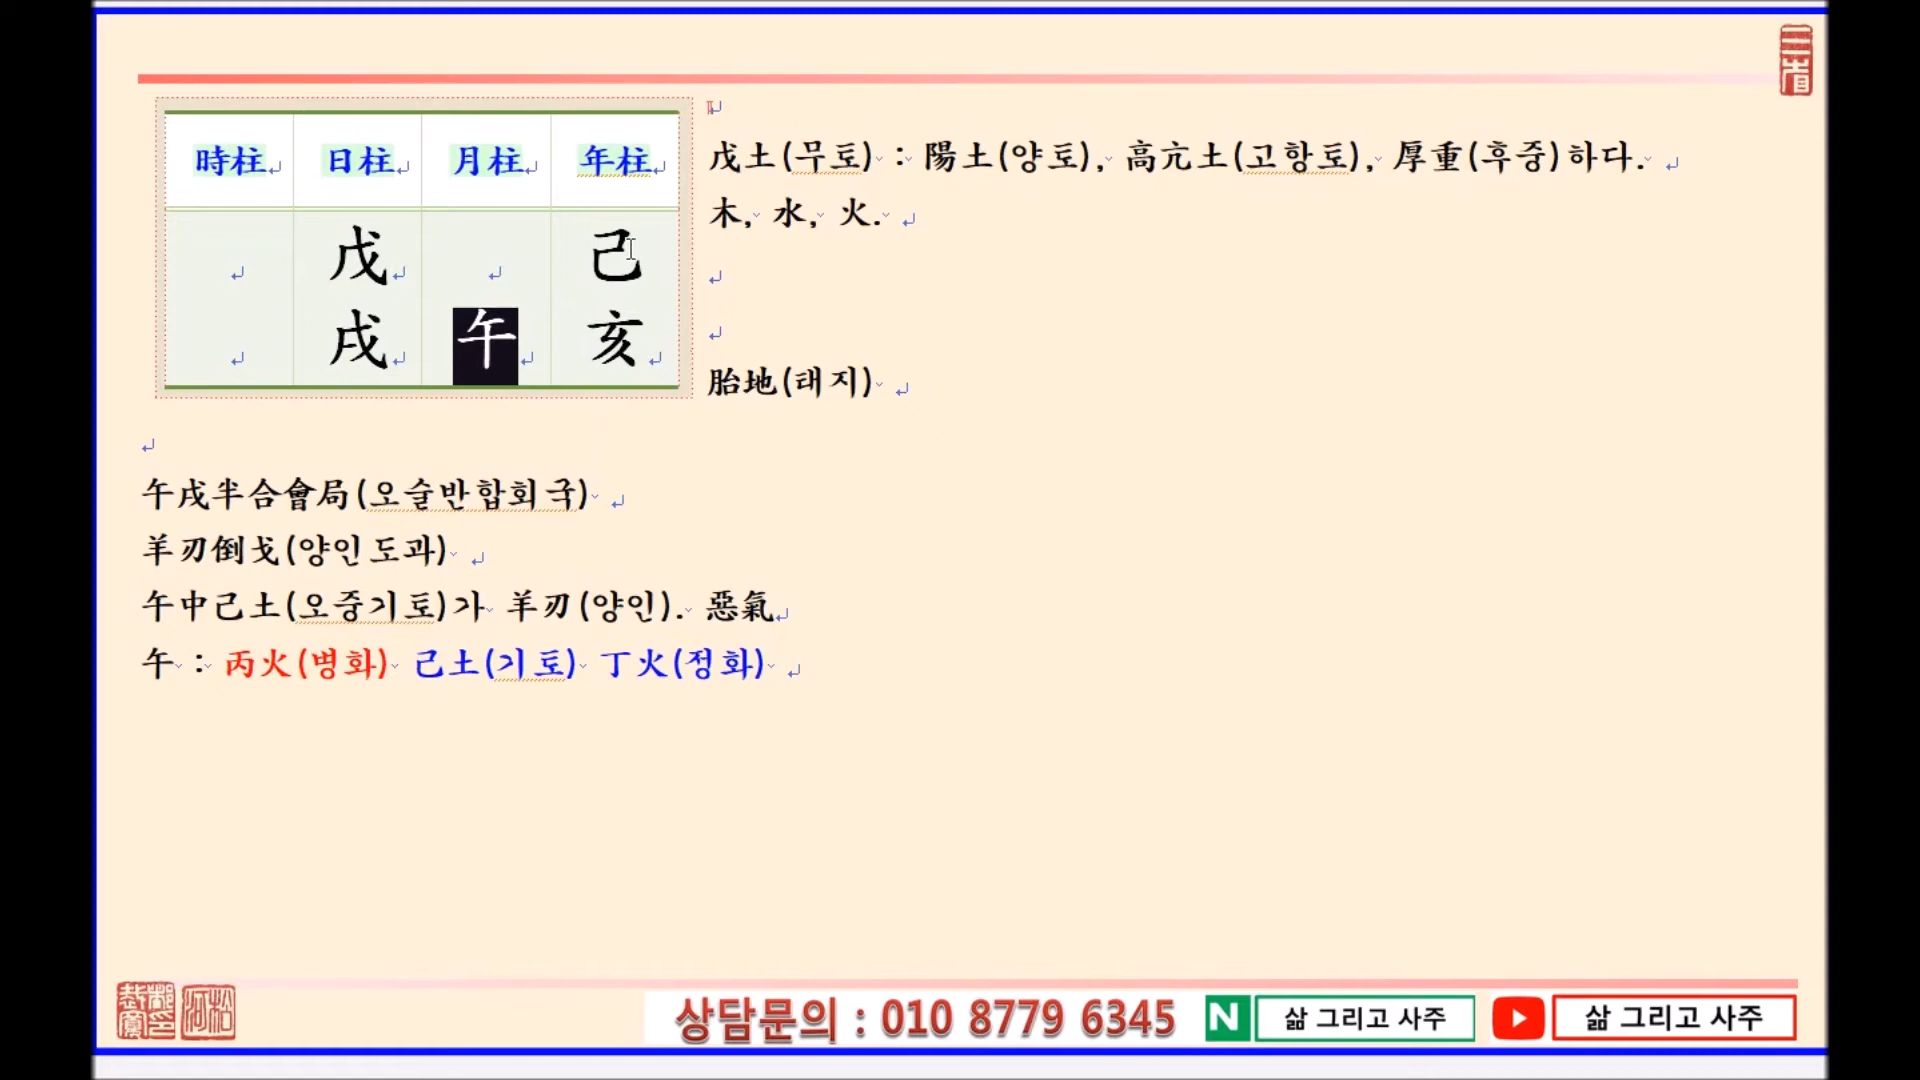 時柱 日柱 月柱 年柱
戊 己
戌 午 亥
戊土(무토) : 陽土(양토), 高亢土(고항토), 厚重(후중)하다.
木, 水, 火.
胎地(태지)
午戌半合會局(오술반합회국)
羊刃倒戈(양인도과)
午中己土(오중기토)가 羊刃(양인). 惡氣
午 : 丙火(병화) 己土(기토) 丁火(정화)
상담문의 : 010 8779 6345
N 삶 그리고 사주
삶 그리고 사주